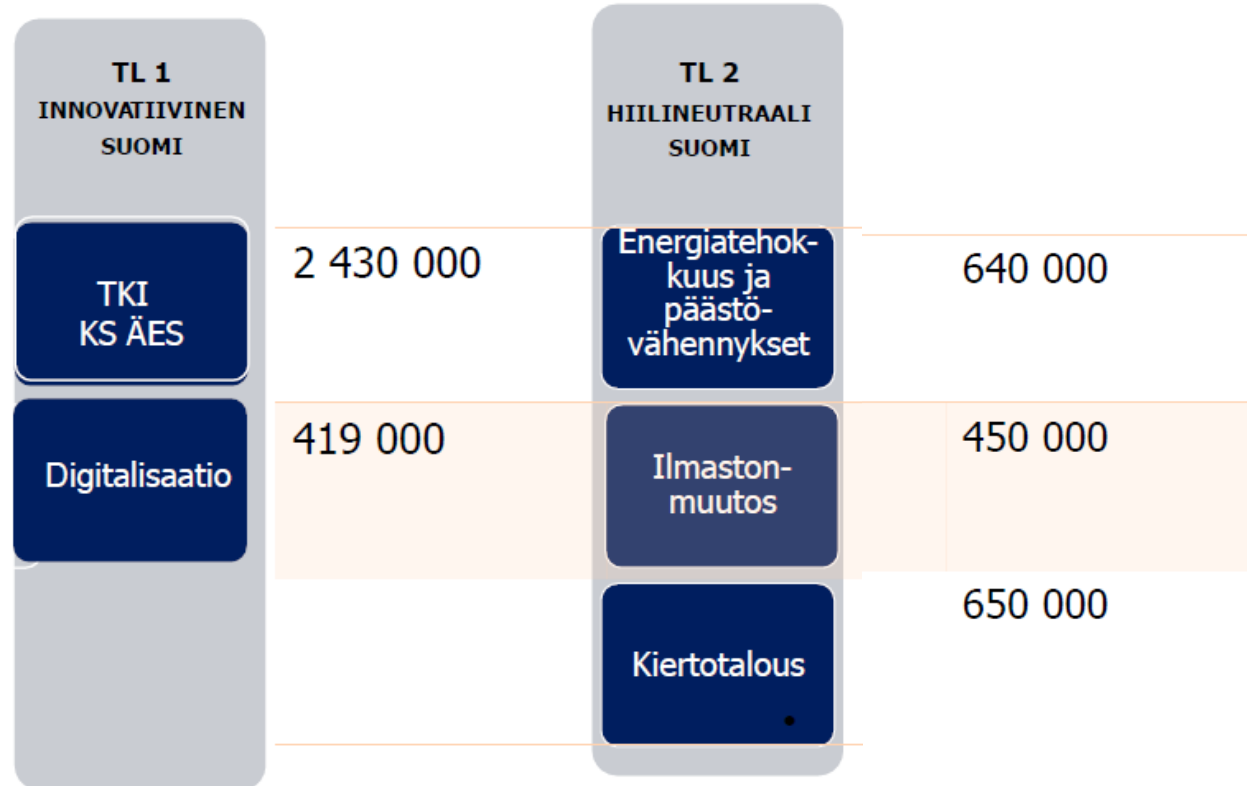 TL 1
INNOVATIIVINEN
SUOMI
TKI
KS ÄES
2 430 000
Digitalisaatio
419 000
TL 2
HIILINEUTRAALI
SUOMI
Energiatehok-
kuus ja
päästö-
vähennykset
640 000
Ilmaston-
muutos
450 000
Kiertotalous
650 000